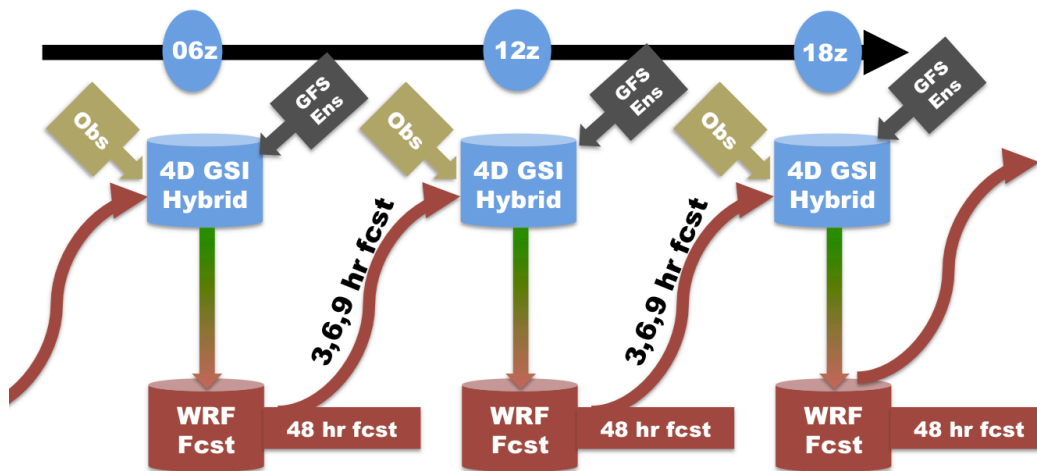 06z
12z
18z
Obs
GFS
Ens
Obs
GFS
Ens
Obs
GFS
Ens
4D GSI
Hybrid
4D GSI
Hybrid
4D GSI
Hybrid
3,6,9 hr fcst
3,6,9 hr fcst
WRF
Fcst
48 hr fcst
WRF
Fcst
48 hr fcst
WRF
Fcst
48 hr fcst